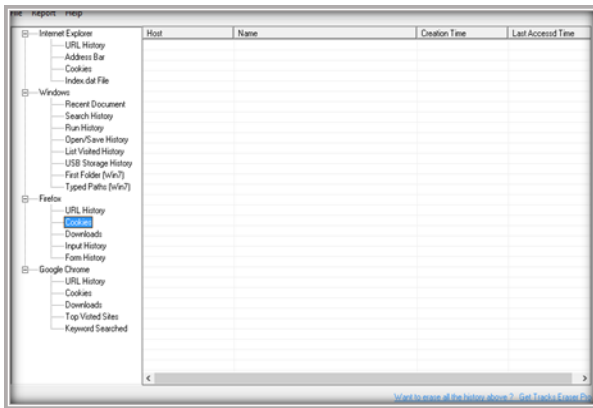 File Report Help
Host Name Creation Time Last Accessd Time
Internet Explorer
URL History
Address Bar
Cookies
Index.dat File
Windows
Recent Document
Search History
Run History
Open/Save History
List Visited History
USB Storage History
First Folder (Win7)
Typed Paths (Win7)
Firefox
URL History
Cookies
Downloads
Input History
Form History
Google Chrome
URL History
Cookies
Downloads
Top Visted Sites
Keyword Searched
Want to erase all the history above ? Get Tracks Eraser Pro